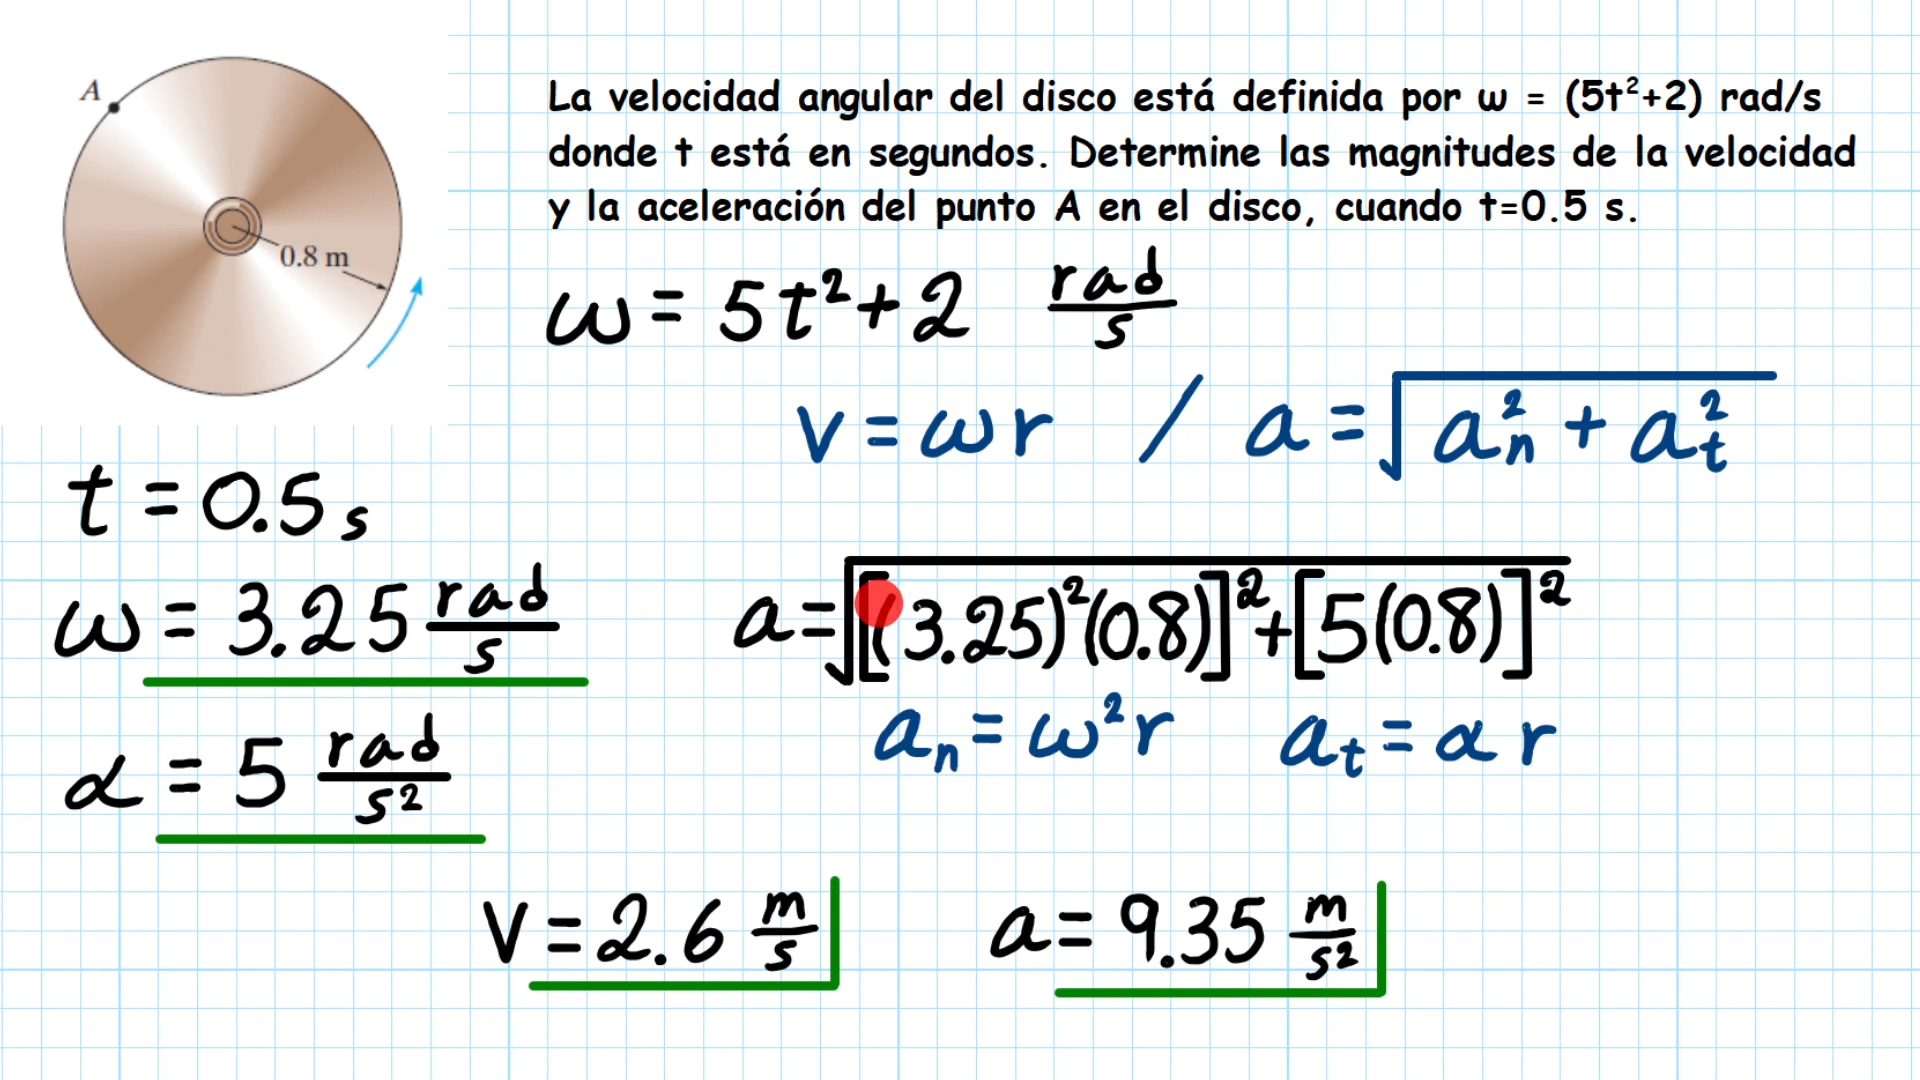 A
0.8 m
La velocidad angular del disco está definida por ω = (5t²+2) rad/s
donde t está en segundos. Determine las magnitudes de la velocidad
y la aceleración del punto A en el disco, cuando t=0.5 s.
ω = 5t²+2 rad/s
v = ωr / a = √(aₙ² + aₜ²)
t = 0.5 s
ω = 3.25 rad/s
a = √([(3.25)²(0.8)]² + [5(0.8)]²)
aₙ = ω²r aₜ = αr
α = 5 rad/s²
v = 2.6 m/s a = 9.35 m/s²